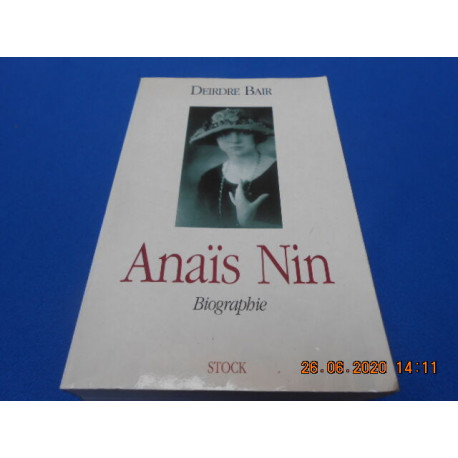 DEIRDRE BAIR
Anaïs Nin
Biographie
STOCK
26.06.2020 14:11